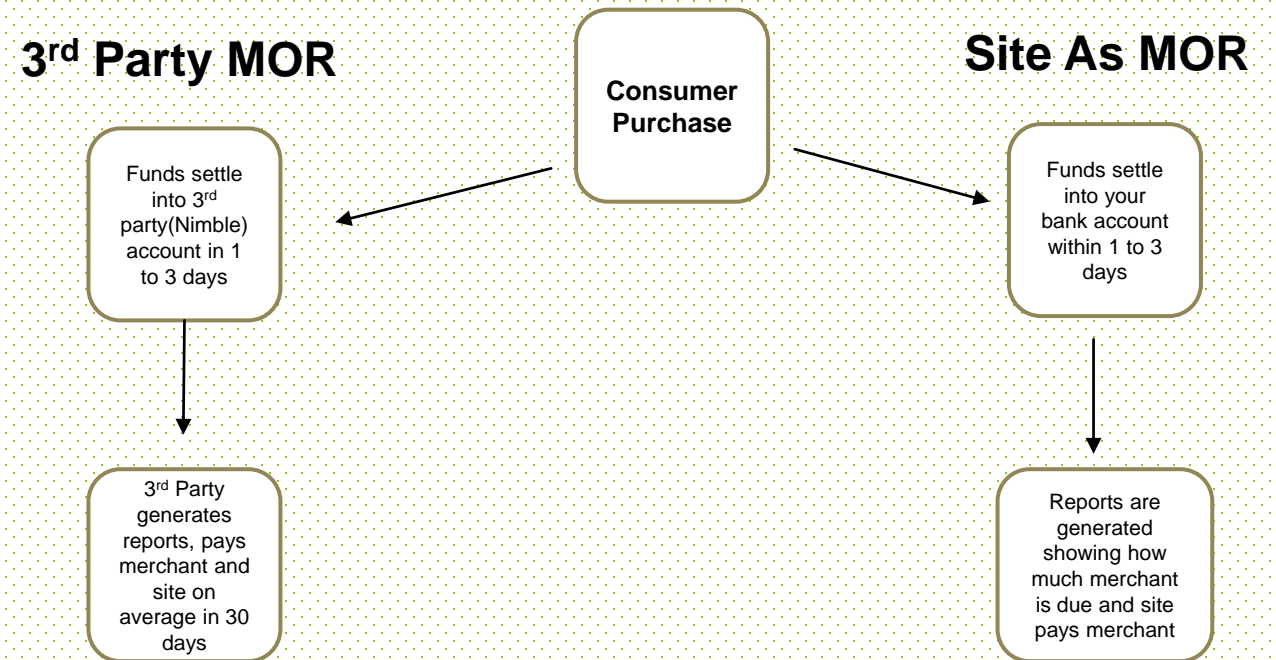 3rd Party MOR
Funds settle
into 3rd
party(Nimble)
account in 1
to 3 days
3rd Party
generates
reports, pays
merchant and
site on
average in 30
days
Consumer
Purchase
Site As MOR
Funds settle
into your
bank account
within 1 to 3
days
Reports are
generated
showing how
much merchant
is due and site
pays merchant